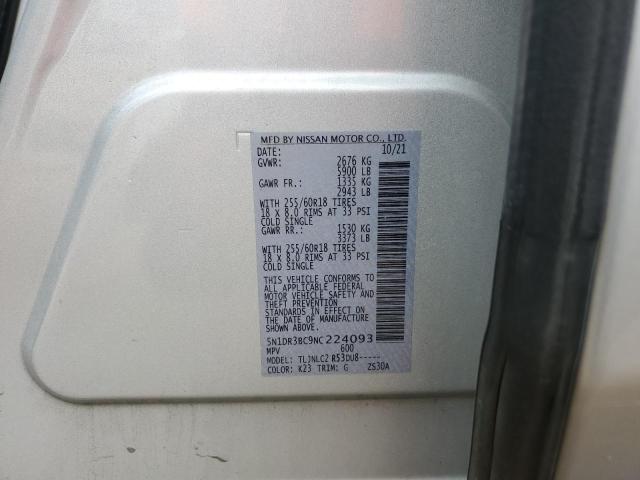 MFD BY NISSAN MOTOR CO., LTD.
DATE: 10/21
GVWR: 2676 KG
5900 LB
GAWR FR.: 1335 KG
2943 LB
WITH 255/60R18 TIRES
18 X 8.0 RIMS AT 33 PSI
COLD SINGLE
GAWR RR.: 1530 KG
3373 LB
WITH 255/60R18 TIRES
18 X 8.0 RIMS AT 33 PSI
COLD SINGLE
THIS VEHICLE CONFORMS TO
ALL APPLICABLE FEDERAL
MOTOR VEHICLE SAFETY AND
AND THEFT PREVENTION
STANDARDS IN EFFECT ON
THE DATE OF MANUFACTURE
SHOWN ABOVE.
5N1DR3BC9NC224093
MPV 600
MODEL: TLJNLC2 R53DU8-----
COLOR: K23 TRIM: G ZS30A